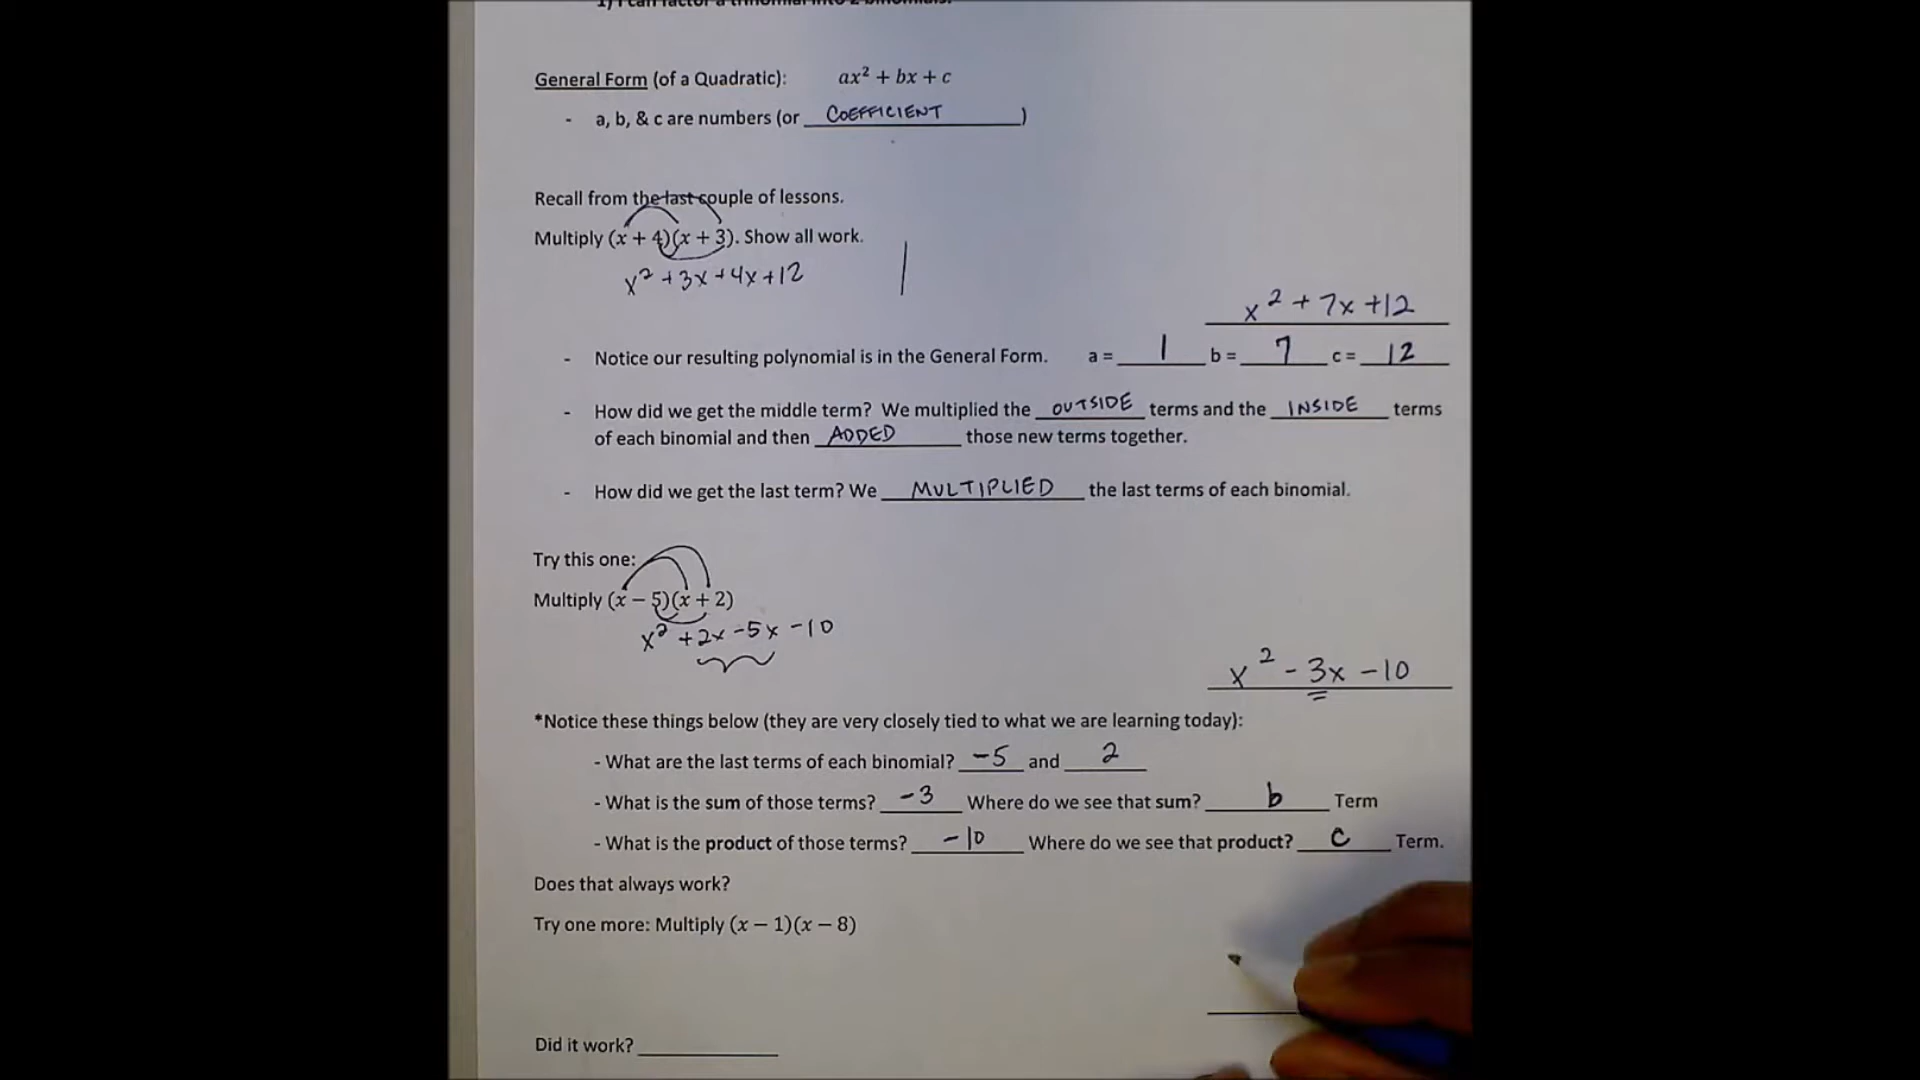 1) I can factor a trinomial into 2 binomials.
General Form (of a Quadratic): ax² + bx + c
- a, b, & c are numbers (or COEFFICIENT )
Recall from the last couple of lessons.
Multiply (x + 4)(x + 3). Show all work.
x² +3x +4x +12
x² + 7x +12
- Notice our resulting polynomial is in the General Form. a = 1 b = 7 c = 12
- How did we get the middle term? We multiplied the OUTSIDE terms and the INSIDE terms
of each binomial and then ADDED those new terms together.
- How did we get the last term? We MULTIPLIED the last terms of each binomial.
Try this one:
Multiply (x − 5)(x + 2)
x² +2x −5x −10
x² − 3x −10
*Notice these things below (they are very closely tied to what we are learning today):
- What are the last terms of each binomial? −5 and 2
- What is the sum of those terms? −3 Where do we see that sum? b Term
- What is the product of those terms? −10 Where do we see that product? C Term.
Does that always work?
Try one more: Multiply (x − 1)(x − 8)
Did it work?